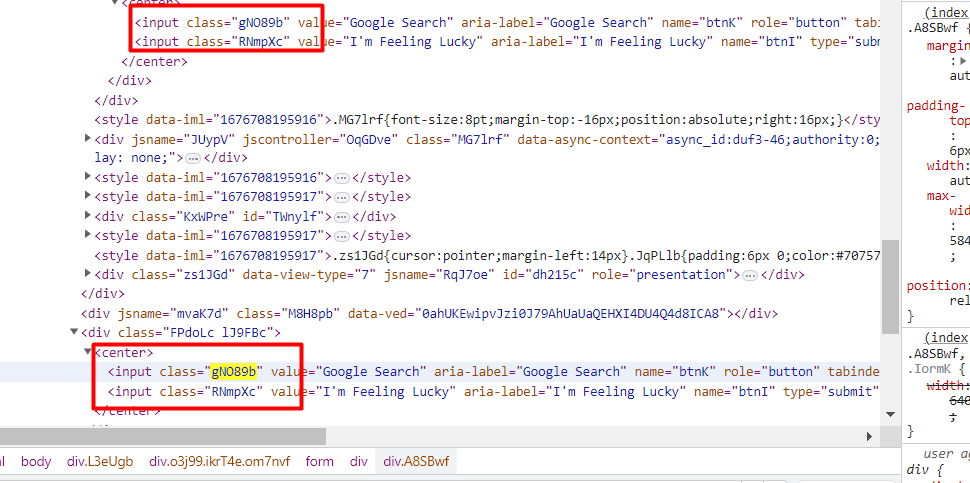 <center>
<input class="gNO89b" value="Google Search" aria-label="Google Search" name="btnK" role="button" tabi
<input class="RNmpXc" value="I'm Feeling Lucky" aria-label="I'm Feeling Lucky" name="btnI" type="submit
</center>
</div>
</div>
<style data-iml="1676708195916">.MG7lrf{font-size:8pt;margin-top:-16px;position:absolute;right:16px;}</sty
<div jsname="JUypV" jscontroller="OqGDve" class="MG7lrf" data-async-context="async_id:duf3-46;authority:0;
lay: none;">…</div>
<style data-iml="1676708195916">…</style>
<style data-iml="1676708195917">…</style>
<div class="KxWPre" id="TWnylf">…</div>
<style data-iml="1676708195917">…</style>
<style data-iml="1676708195917">.zs1JGd{cursor:pointer;margin-left:14px}.JqPLlb{padding:6px 0;color:#70757
<div class="zs1JGd" data-view-type="7" jsname="RqJ7oe" id="dh215c" role="presentation">…</div>
</div>
<div jsname="mvaK7d" class="M8H8pb" data-ved="0ahUKEwipvJzi0J79AhUaUaQEHXI4DU4Q4d8ICA8"></div>
<div class="FPdoLc lJ9FBc">
<center>
<input class="gNO89b" value="Google Search" aria-label="Google Search" name="btnK" role="button" tabinde
<input class="RNmpXc" value="I'm Feeling Lucky" aria-label="I'm Feeling Lucky" name="btnI" type="submit"
</center>
body div.L3eUgb div.o3j99.ikrT4e.om7nvf form div div.A8SBwf
(index
.A8SBwf {
margin
:
au
padding-
top
:
6px
width:
au
max-
wid
:
584
;
position:
rel
}
(index
.A8SBwf,
.IormK {
width:
640
;
}
user ag
div {